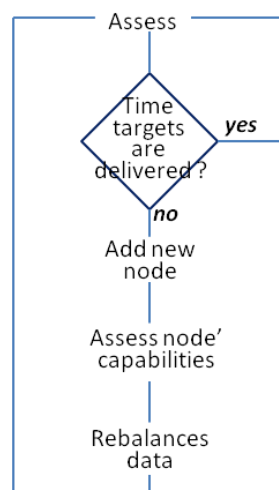 Assess
Time
targets
are
delivered ?
yes
no
Add new
node
Assess node'
capabilities
Rebalances
data